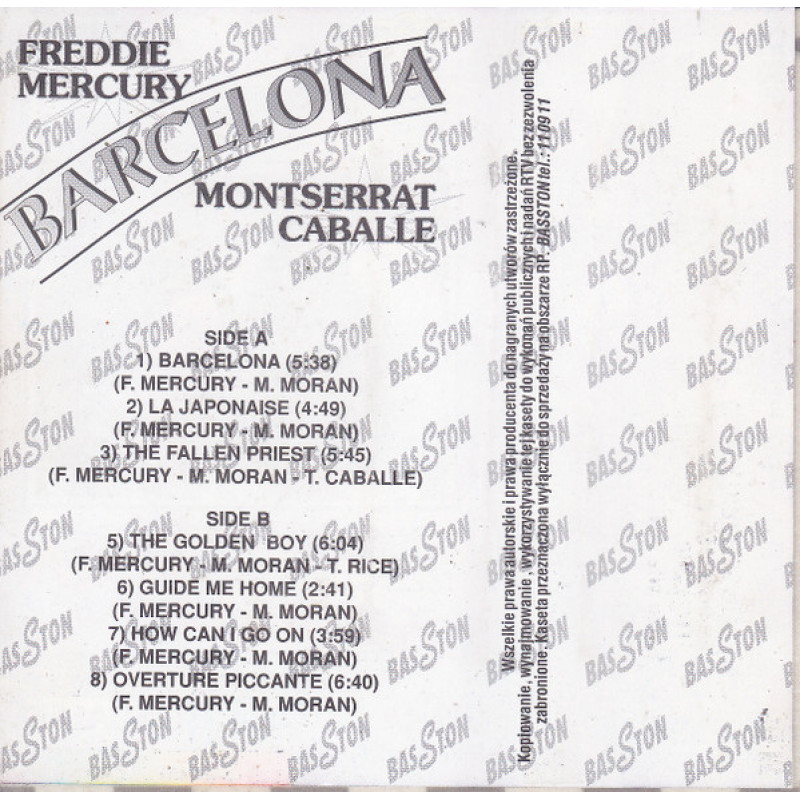 FREDDIE
MERCURY
BARCELONA
MONTSERRAT
CABALLE
SIDE A
1) BARCELONA (5:38)
(F. MERCURY - M. MORAN)
2) LA JAPONAISE (4:49)
(F. MERCURY - M. MORAN)
3) THE FALLEN PRIEST (5:45)
(F. MERCURY - M. MORAN - T. CABALLE)
SIDE B
5) THE GOLDEN BOY (6:04)
(F. MERCURY - M. MORAN - T. RICE)
6) GUIDE ME HOME (2:41)
(F. MERCURY - M. MORAN)
7) HOW CAN I GO ON (3:59)
(F. MERCURY - M. MORAN)
8) OVERTURE PICCANTE (6:40)
(F. MERCURY - M. MORAN)
Wszelkie prawa autorskie i prawa producenta do nagranych utworów zastrzeżone.
Kopiowanie, wynajmowanie, wykorzystywanie tej kasety do wykonań publicznych i nadań RTV bez zezwolenia
zabronione. Kaseta przeznaczona wyłącznie do sprzedaży na obszarze RP. BASSTON tel.: 110911
BASSTON